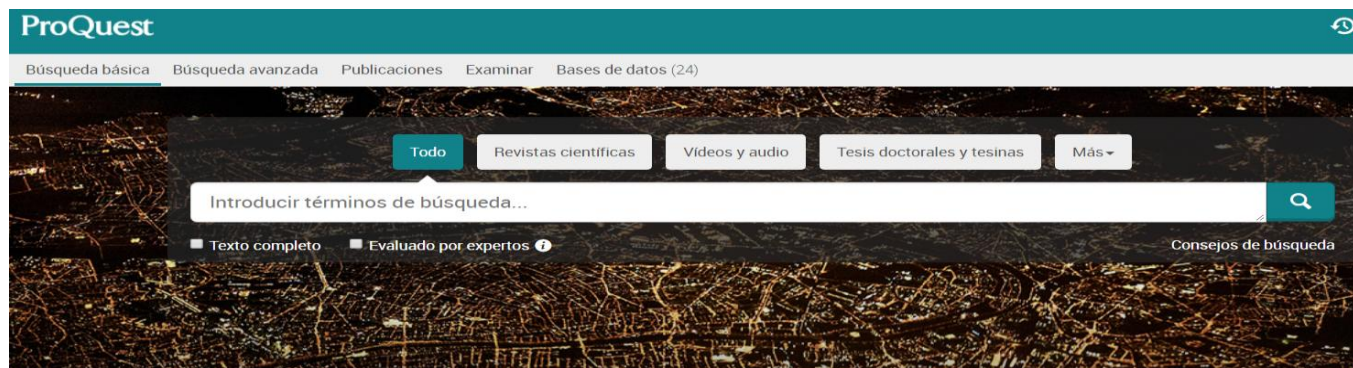 ProQuest
Búsqueda básica Búsqueda avanzada Publicaciones Examinar Bases de datos (24)
Todo Revistas científicas Vídeos y audio Tesis doctorales y tesinas Más
Introducir términos de búsqueda...
Texto completo Evaluado por expertos Consejos de búsqueda